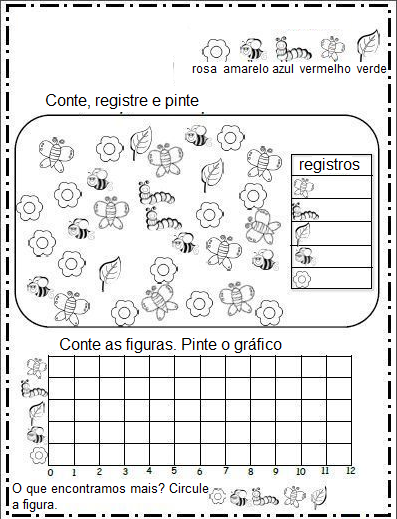 rosa amarelo azul vermelho verde
Conte, registre e pinte
registros
Conte as figuras. Pinte o gráfico
0 1 2 3 4 5 6 7 8 9 10 11 12
O que encontramos mais? Circule
a figura.